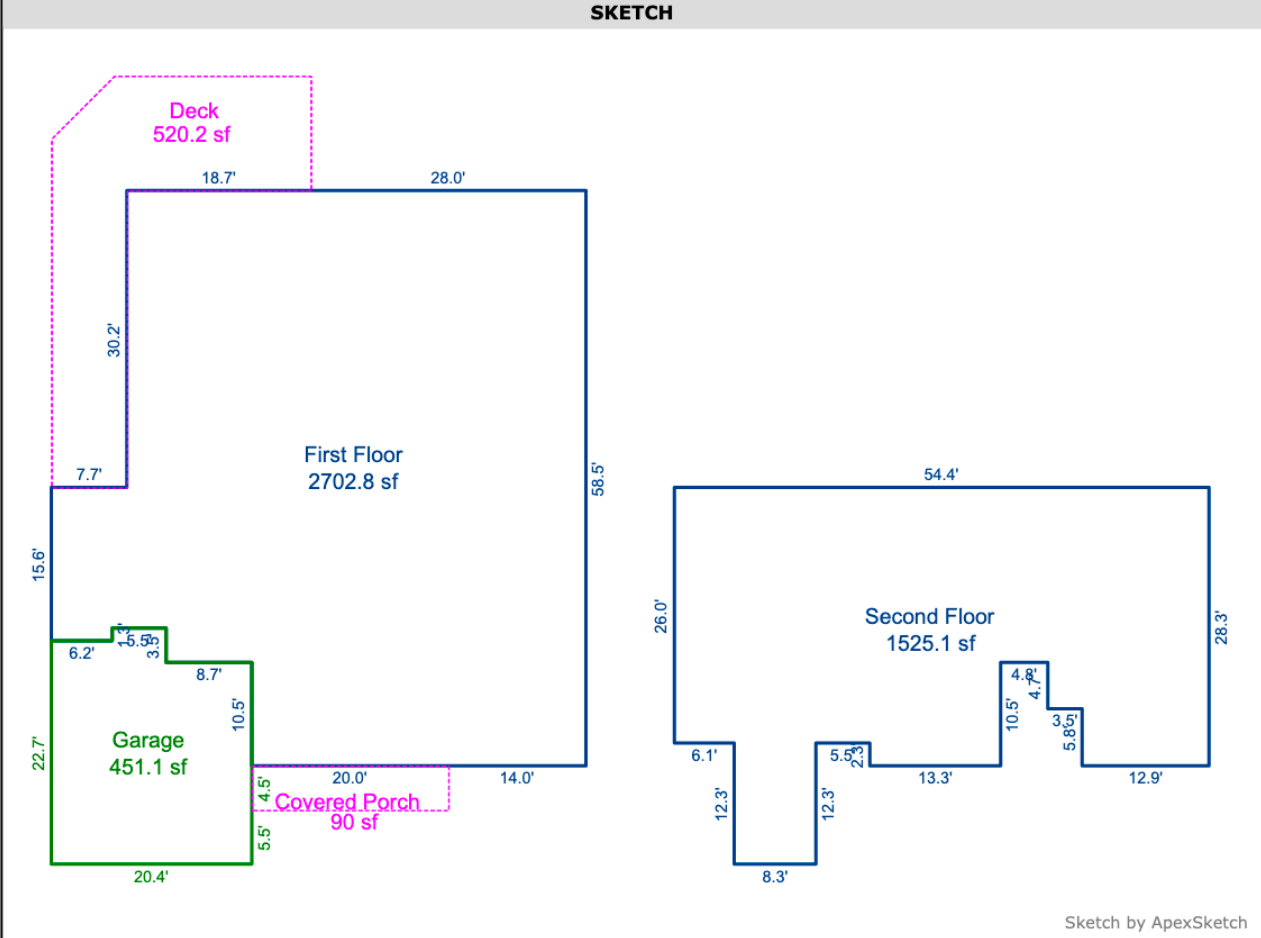 SKETCH
Deck
520.2 sf
18.7'
28.0'
30.2'
First Floor
2702.8 sf
58.5'
7.7'
15.6'
6.2'
1.3'
5.5'
3.5'
8.7'
10.5'
Garage
451.1 sf
22.7'
20.0'
14.0'
4.5'
Covered Porch
90 sf
5.5'
20.4'
54.4'
26.0'
Second Floor
1525.1 sf
28.3'
4.8'
4.7'
10.5'
3.5'
5.8'
6.1'
5.5'
2.3'
13.3'
12.9'
12.3'
12.3'
8.3'
Sketch by ApexSketch